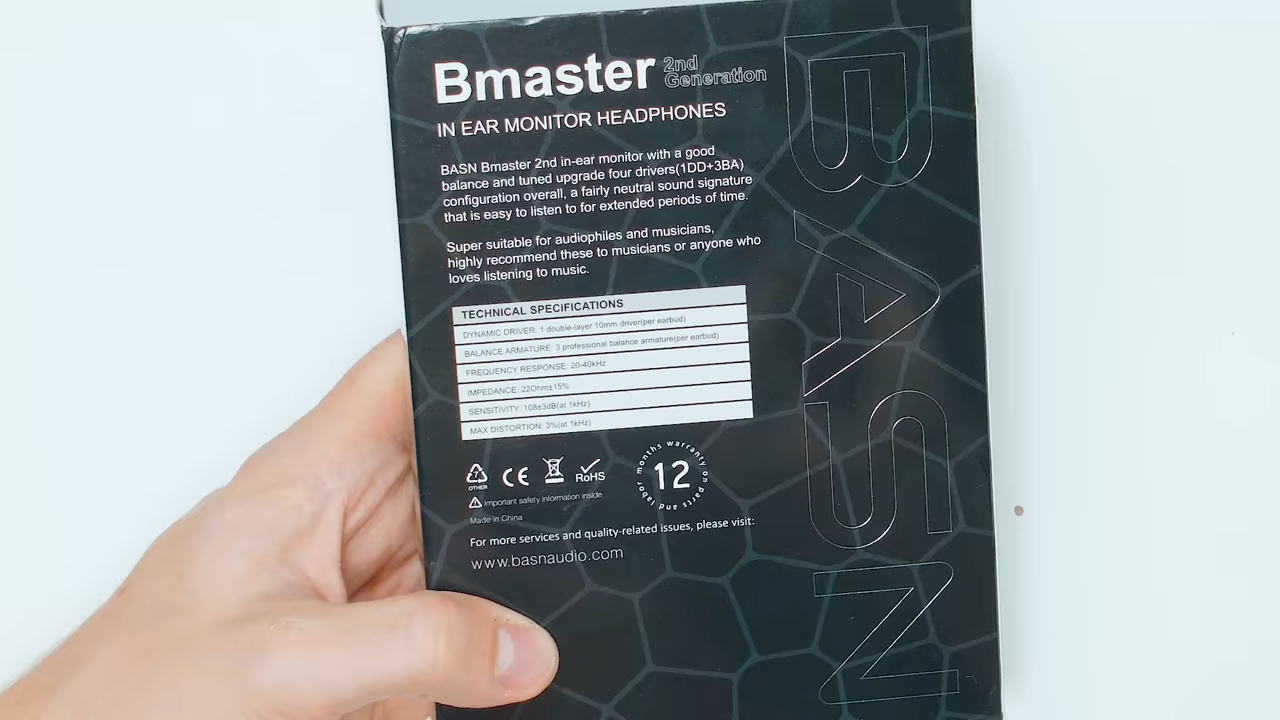 Bmaster 2nd Generation
IN EAR MONITOR HEADPHONES
BASN Bmaster 2nd in-ear monitor with a good
balance and tuned upgrade four drivers(1DD+3BA)
configuration overall, a fairly neutral sound signature
that is easy to listen to for extended periods of time.
Super suitable for audiophiles and musicians,
highly recommend these to musicians or anyone who
loves listening to music.
TECHNICAL SPECIFICATIONS
DYNAMIC DRIVER: 1 double-layer 10mm driver(per earbud)
BALANCE ARMATURE: 3 professional balance armature(per earbud)
FREQUENCY RESPONSE: 20-40kHz
IMPEDANCE: 22Ohm±15%
SENSITIVITY: 108±3dB(at 1kHz)
MAX DISTORTION: 3%(at 1kHz)
7
OTHER
CE
RoHS
12
months warranty on parts and labor
Important safety information inside
Made in China
For more services and quality-related issues, please visit:
www.basnaudio.com
BASN